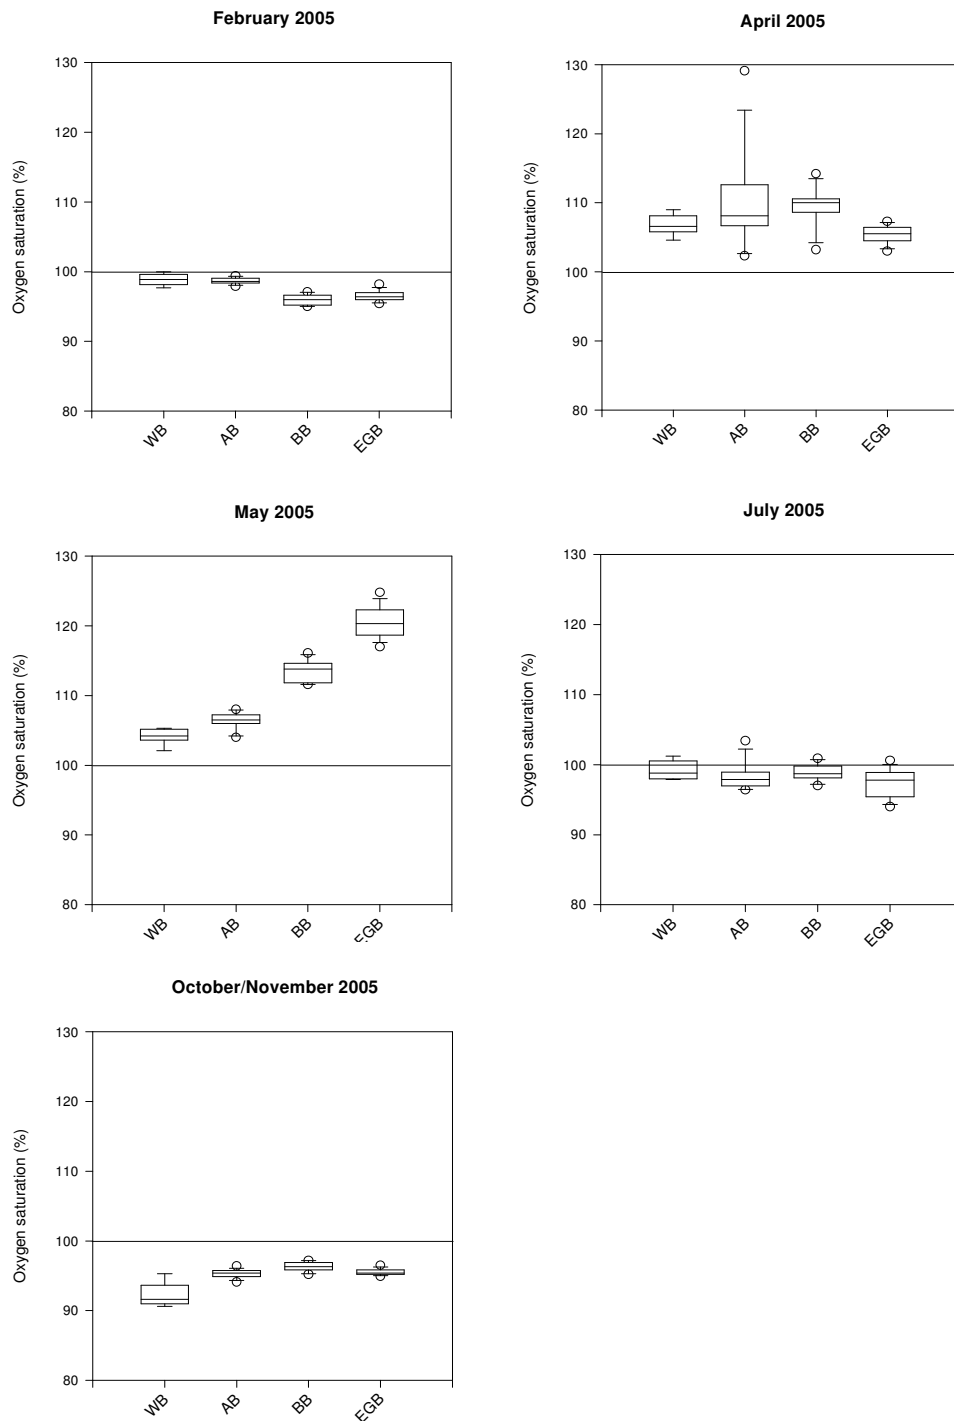 February 2005
130
120
110
100
90
80
Oxygen saturation (%)
WB
AB
BB
EGB
April 2005
130
120
110
100
90
80
Oxygen saturation (%)
WB
AB
BB
EGB
May 2005
130
120
110
100
90
80
Oxygen saturation (%)
WB
AB
BB
EGB
July 2005
130
120
110
100
90
80
Oxygen saturation (%)
WB
AB
BB
EGB
October/November 2005
130
120
110
100
90
80
Oxygen saturation (%)
WB
AB
BB
EGB